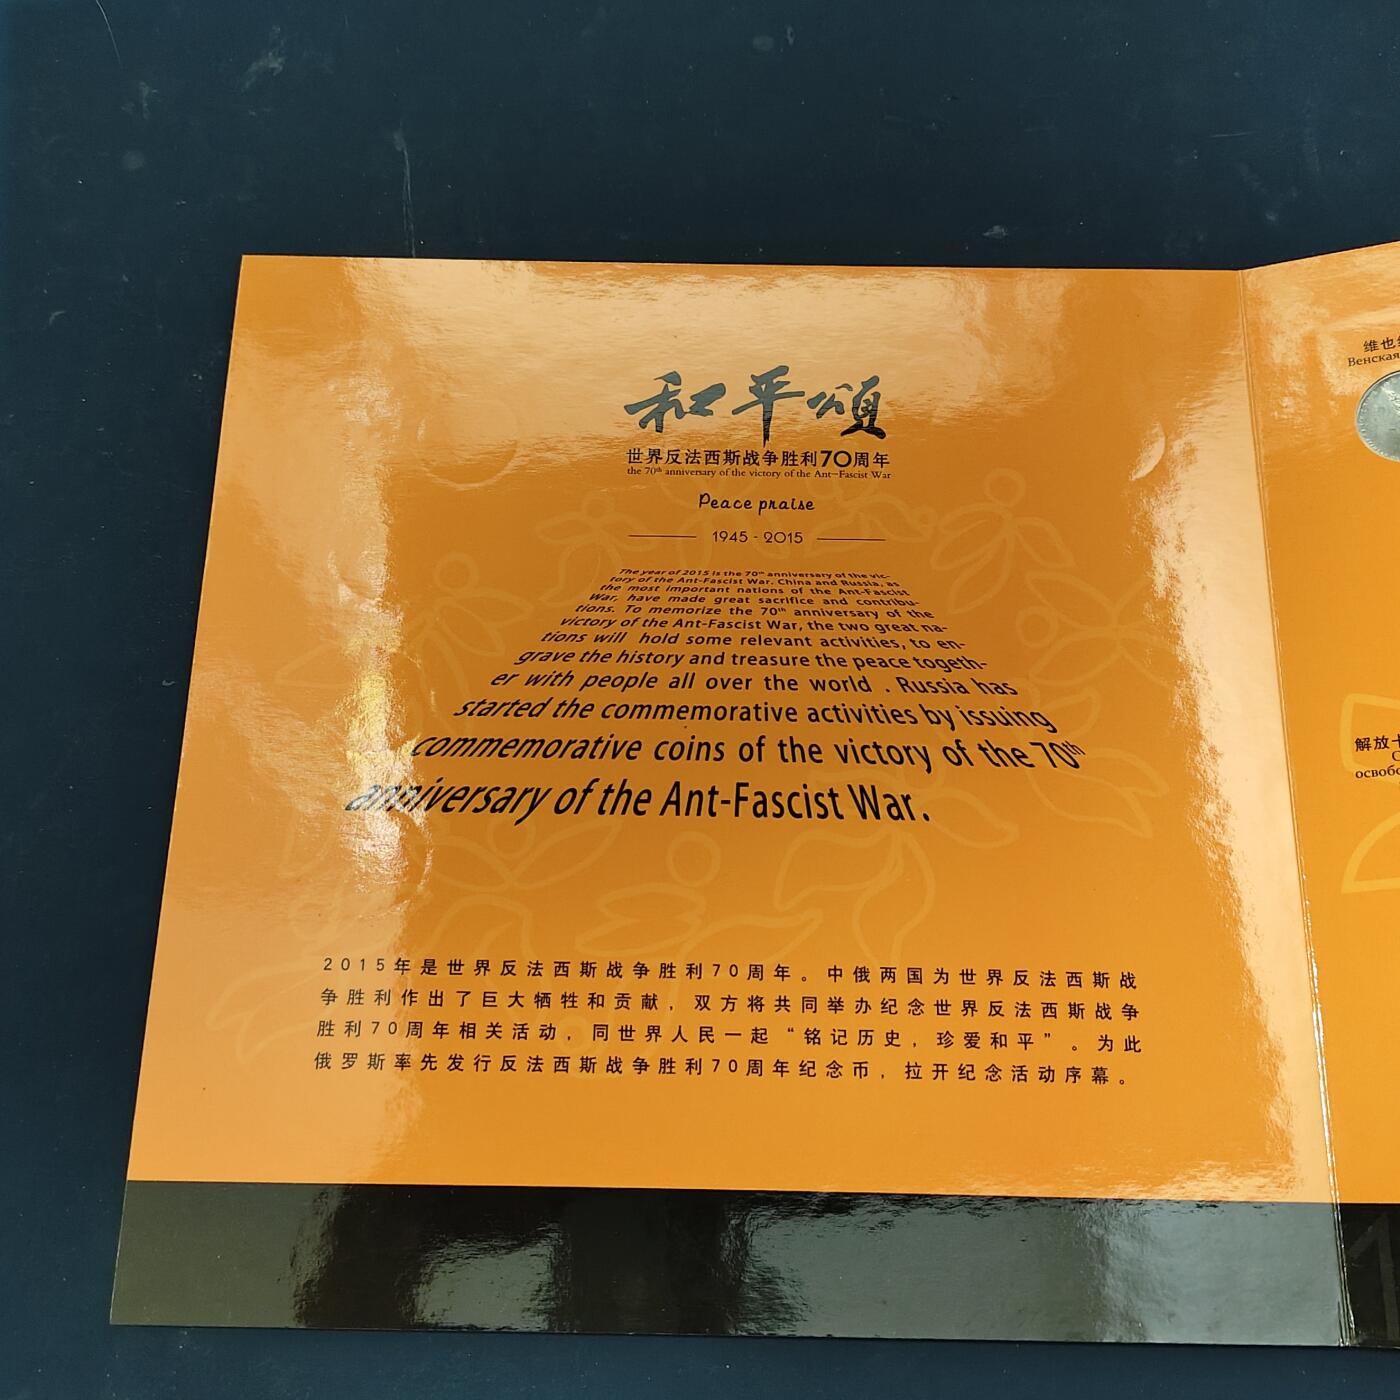 和平頌
世界反法西斯战争胜利70周年
the 70th anniversary of the victory of the Ant-Fascist War
Peace praise
1945 - 2015
The year of 2015 is the 70th anniversary of the vic-
tory of the Ant-Fascist War. China and Russia, as
the most important nations of the Ant-Fascist
War, have made great sacrifice and contribu-
tions. To memorize the 70th anniversary of the
victory of the Ant-Fascist War, the two great na-
tions will hold some relevant activities, to en-
grave the history and treasure the peace togeth-
er with people all over the world . Russia has
started the commemorative activities by issuing
commemorative coins of the victory of the 70th
anniversary of the Ant-Fascist War.
2015年是世界反法西斯战争胜利70周年。中俄两国为世界反法西斯战
争胜利作出了巨大牺牲和贡献，双方将共同举办纪念世界反法西斯战争
胜利70周年相关活动，同世界人民一起“铭记历史，珍爱和平”。为此
俄罗斯率先发行反法西斯战争胜利70周年纪念币，拉开纪念活动序幕。
维也
Венская
解放
освобо